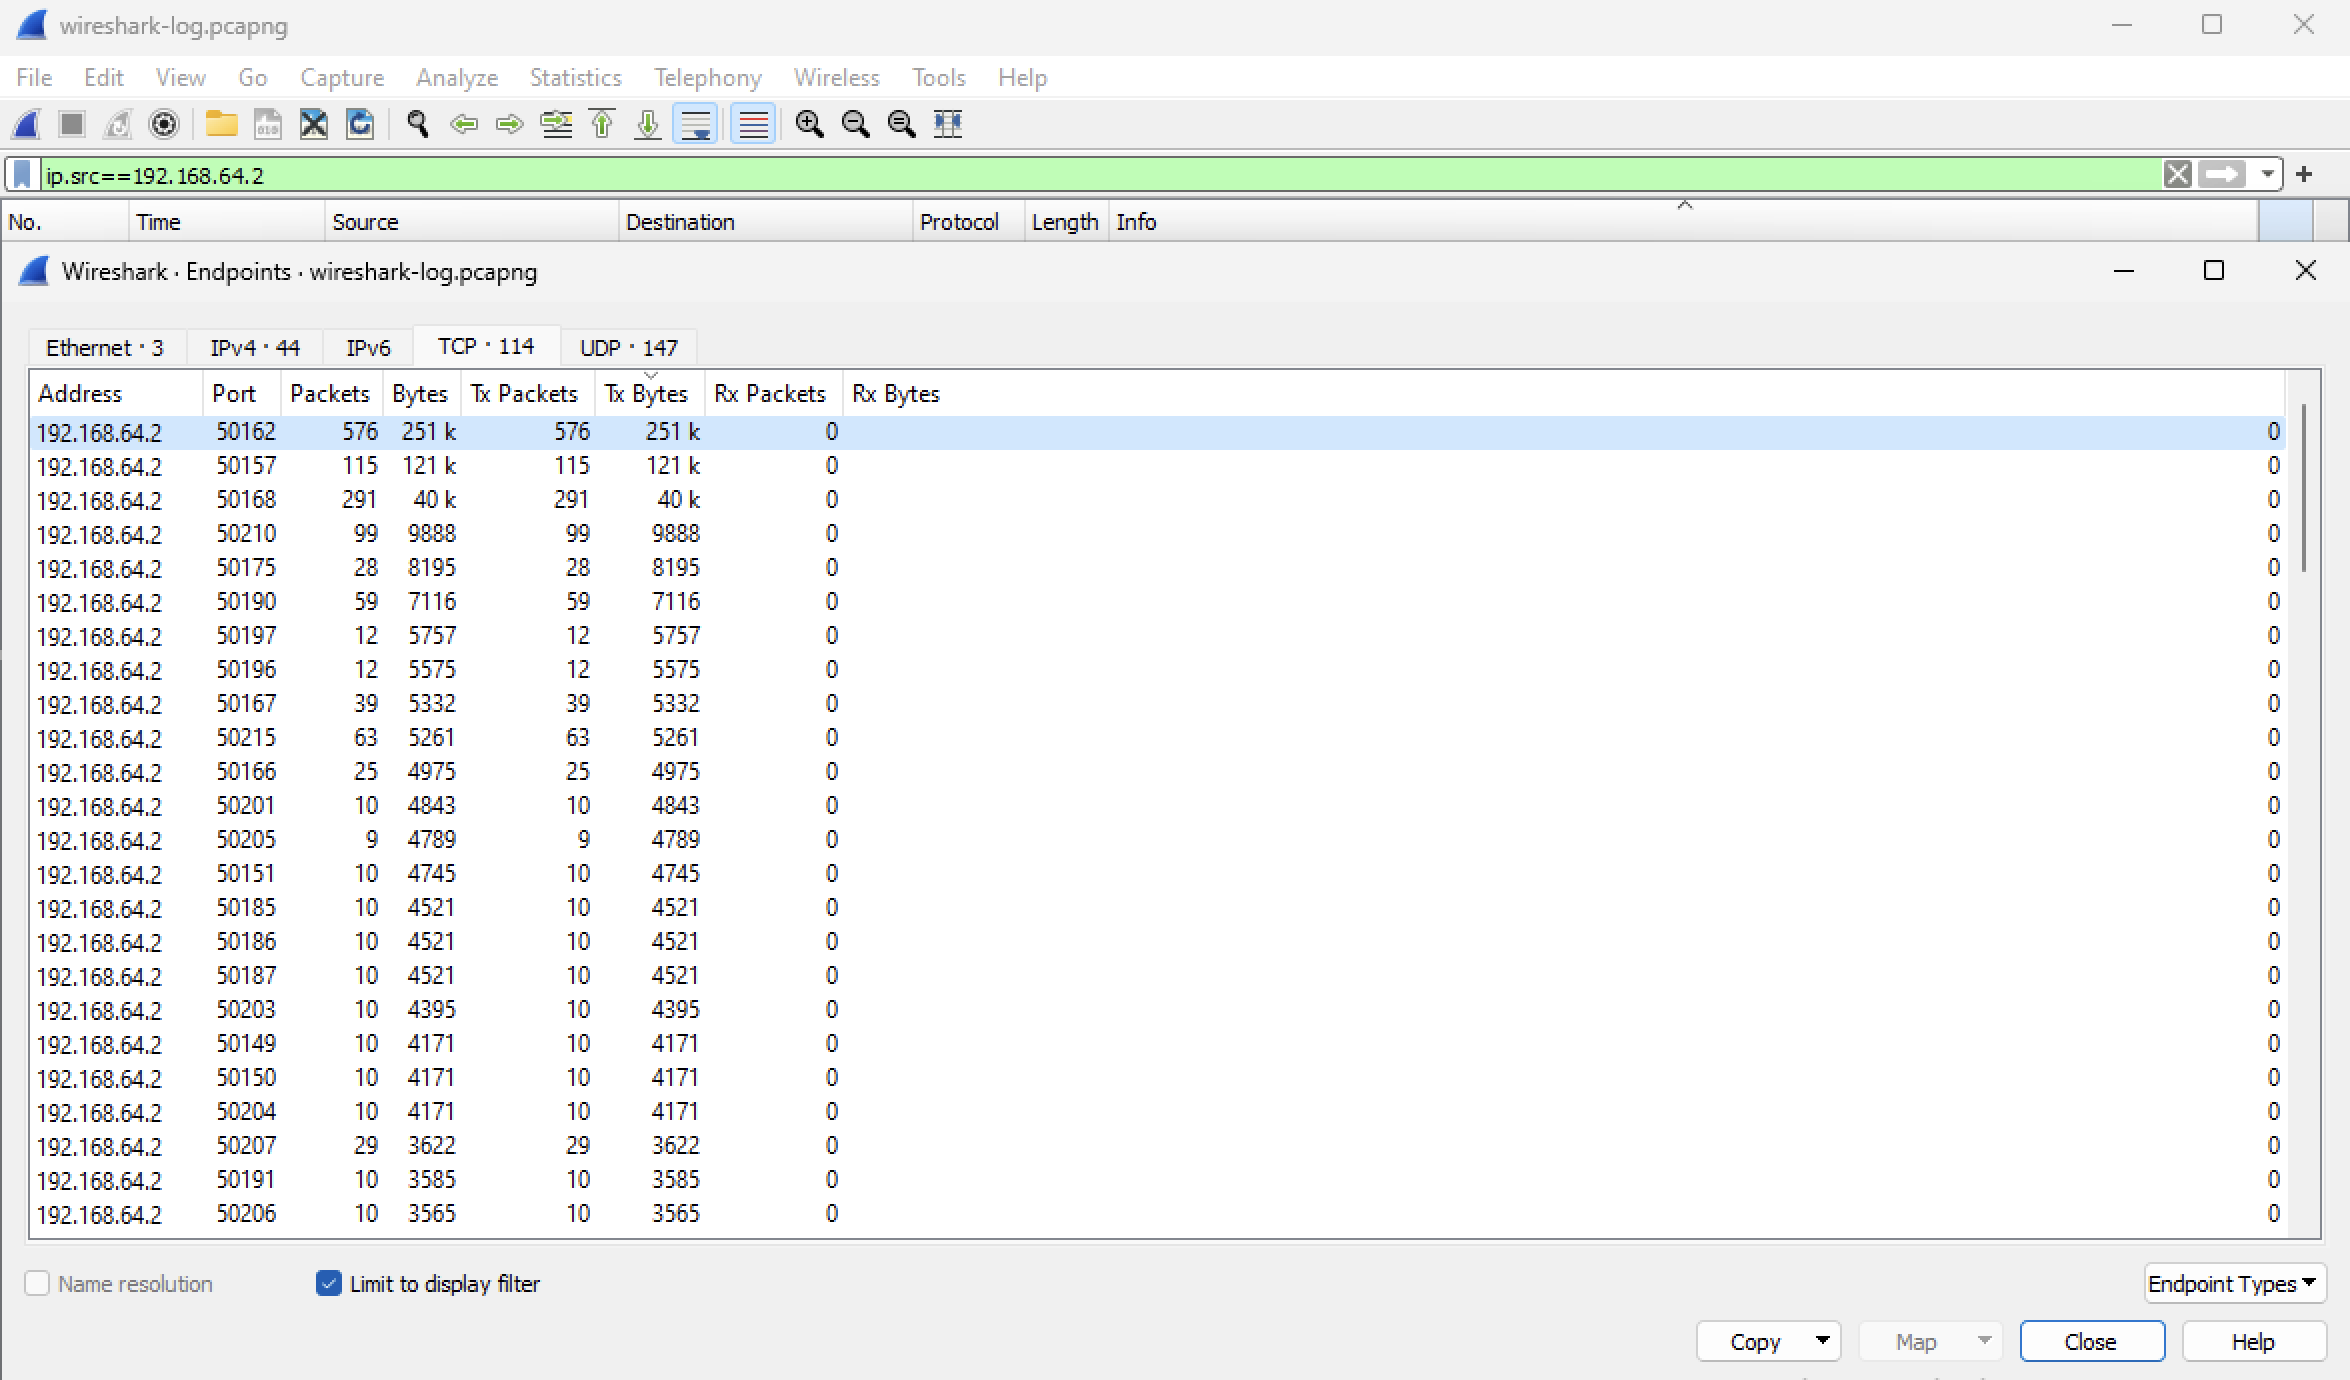 wireshark-log.pcapng
File Edit View Go Capture Analyze Statistics Telephony Wireless Tools Help
ip.src==192.168.64.2
No. Time Source Destination Protocol Length Info
Wireshark · Endpoints · wireshark-log.pcapng
Ethernet · 3 IPv4 · 44 IPv6 TCP · 114 UDP · 147
Address Port Packets Bytes Tx Packets Tx Bytes Rx Packets Rx Bytes
192.168.64.2 50162 576 251 k 576 251 k 0 0
192.168.64.2 50157 115 121 k 115 121 k 0 0
192.168.64.2 50168 291 40 k 291 40 k 0 0
192.168.64.2 50210 99 9888 99 9888 0 0
192.168.64.2 50175 28 8195 28 8195 0 0
192.168.64.2 50190 59 7116 59 7116 0 0
192.168.64.2 50197 12 5757 12 5757 0 0
192.168.64.2 50196 12 5575 12 5575 0 0
192.168.64.2 50167 39 5332 39 5332 0 0
192.168.64.2 50215 63 5261 63 5261 0 0
192.168.64.2 50166 25 4975 25 4975 0 0
192.168.64.2 50201 10 4843 10 4843 0 0
192.168.64.2 50205 9 4789 9 4789 0 0
192.168.64.2 50151 10 4745 10 4745 0 0
192.168.64.2 50185 10 4521 10 4521 0 0
192.168.64.2 50186 10 4521 10 4521 0 0
192.168.64.2 50187 10 4521 10 4521 0 0
192.168.64.2 50203 10 4395 10 4395 0 0
192.168.64.2 50149 10 4171 10 4171 0 0
192.168.64.2 50150 10 4171 10 4171 0 0
192.168.64.2 50204 10 4171 10 4171 0 0
192.168.64.2 50207 29 3622 29 3622 0 0
192.168.64.2 50191 10 3585 10 3585 0 0
192.168.64.2 50206 10 3565 10 3565 0 0
Name resolution Limit to display filter Endpoint Types
Copy Map Close Help